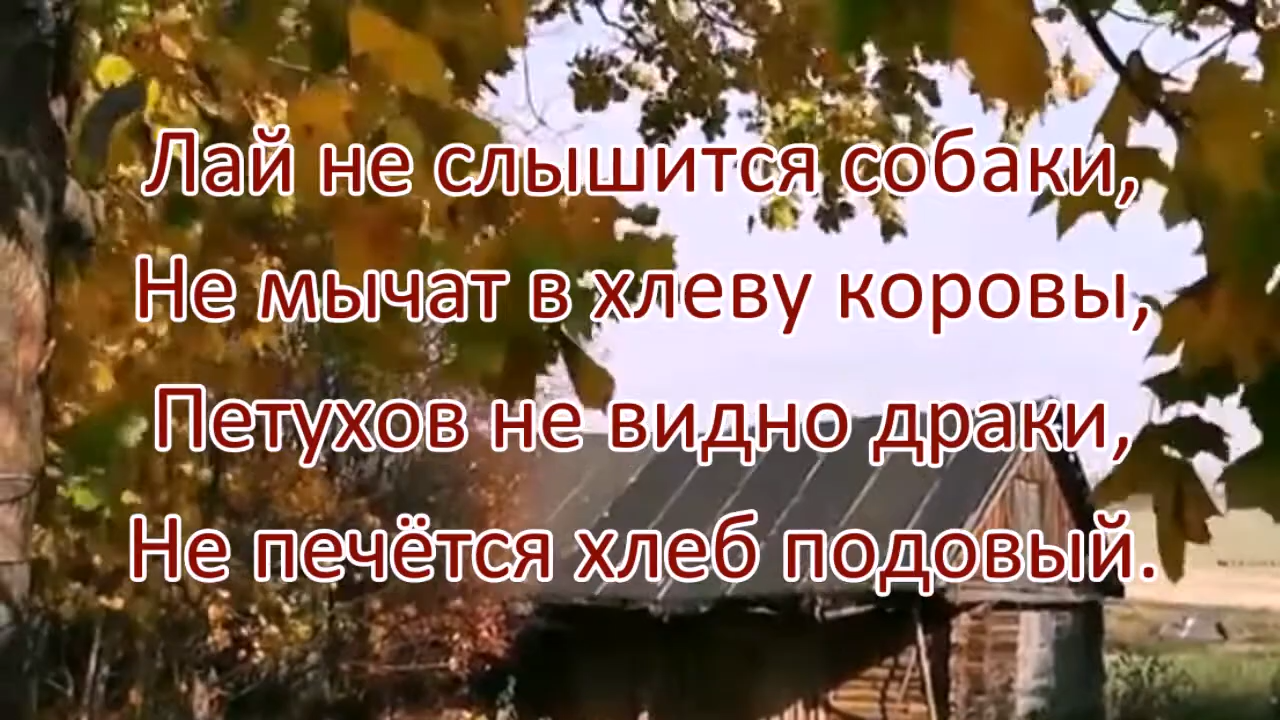 Лай не слышится собаки,
Не мычат в хлеву коровы,
Петухов не видно драки,
Не печётся хлеб подовый.